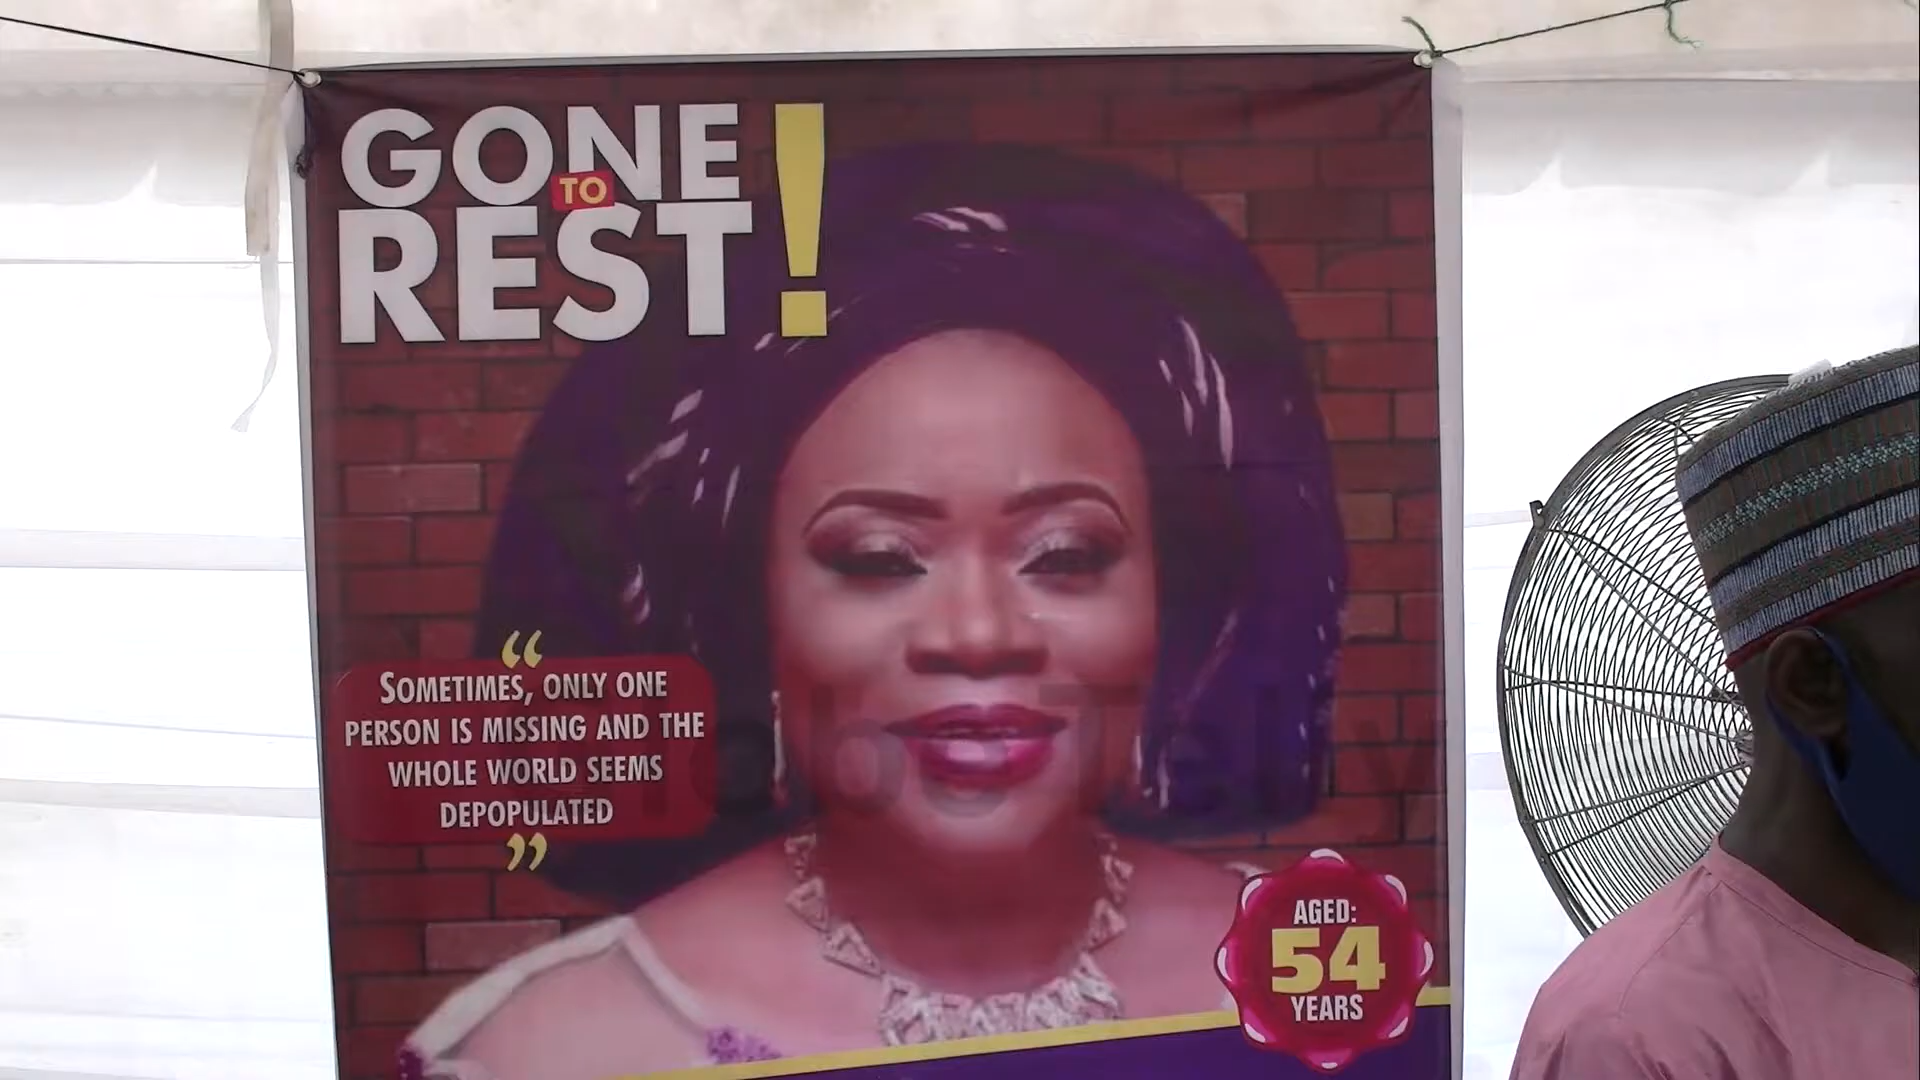 GONE
TO
REST!
“
SOMETIMES, ONLY ONE
PERSON IS MISSING AND THE
WHOLE WORLD SEEMS
DEPOPULATED
”
AGED:
54
YEARS